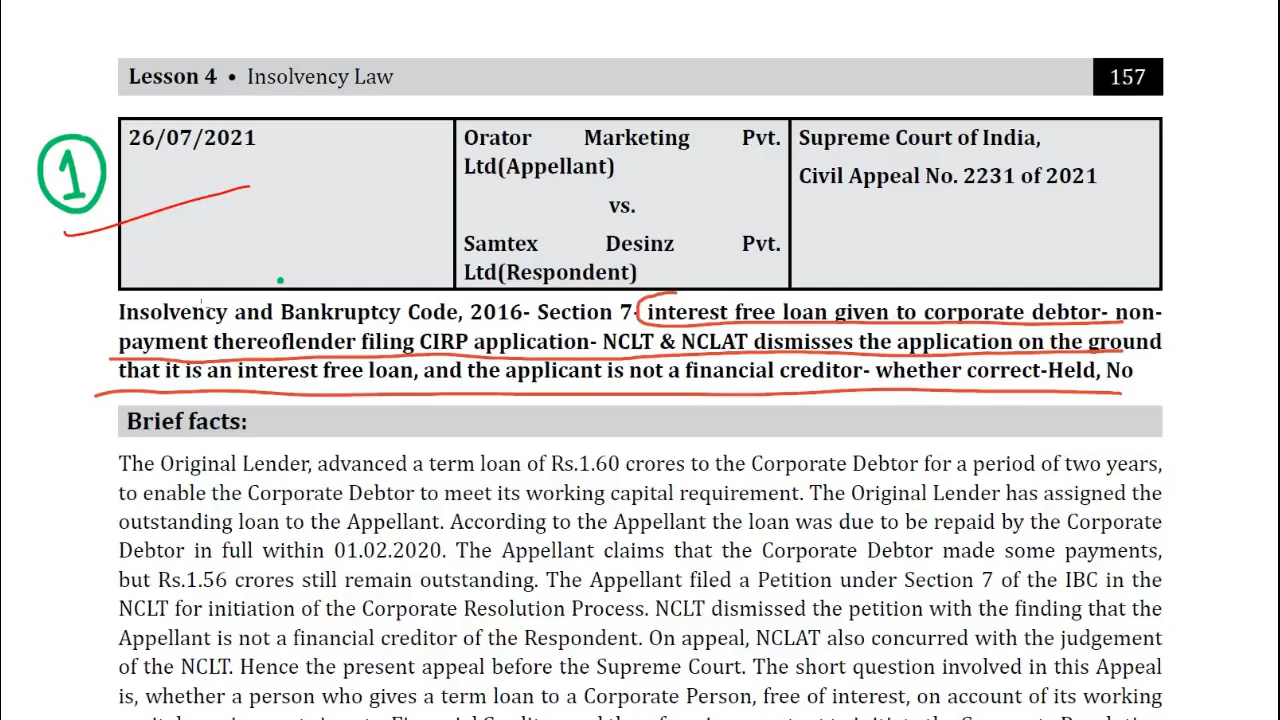 Lesson 4 • Insolvency Law
157
1
26/07/2021
Orator Marketing Pvt.
Ltd(Appellant)
vs.
Samtex Desinz Pvt.
Ltd(Respondent)
Supreme Court of India,
Civil Appeal No. 2231 of 2021
Insolvency and Bankruptcy Code, 2016- Section 7- interest free loan given to corporate debtor- non-
payment thereoflender filing CIRP application- NCLT & NCLAT dismisses the application on the ground
that it is an interest free loan, and the applicant is not a financial creditor- whether correct-Held, No
Brief facts:
The Original Lender, advanced a term loan of Rs.1.60 crores to the Corporate Debtor for a period of two years,
to enable the Corporate Debtor to meet its working capital requirement. The Original Lender has assigned the
outstanding loan to the Appellant. According to the Appellant the loan was due to be repaid by the Corporate
Debtor in full within 01.02.2020. The Appellant claims that the Corporate Debtor made some payments,
but Rs.1.56 crores still remain outstanding. The Appellant filed a Petition under Section 7 of the IBC in the
NCLT for initiation of the Corporate Resolution Process. NCLT dismissed the petition with the finding that the
Appellant is not a financial creditor of the Respondent. On appeal, NCLAT also concurred with the judgement
of the NCLT. Hence the present appeal before the Supreme Court. The short question involved in this Appeal
is, whether a person who gives a term loan to a Corporate Person, free of interest, on account of its working